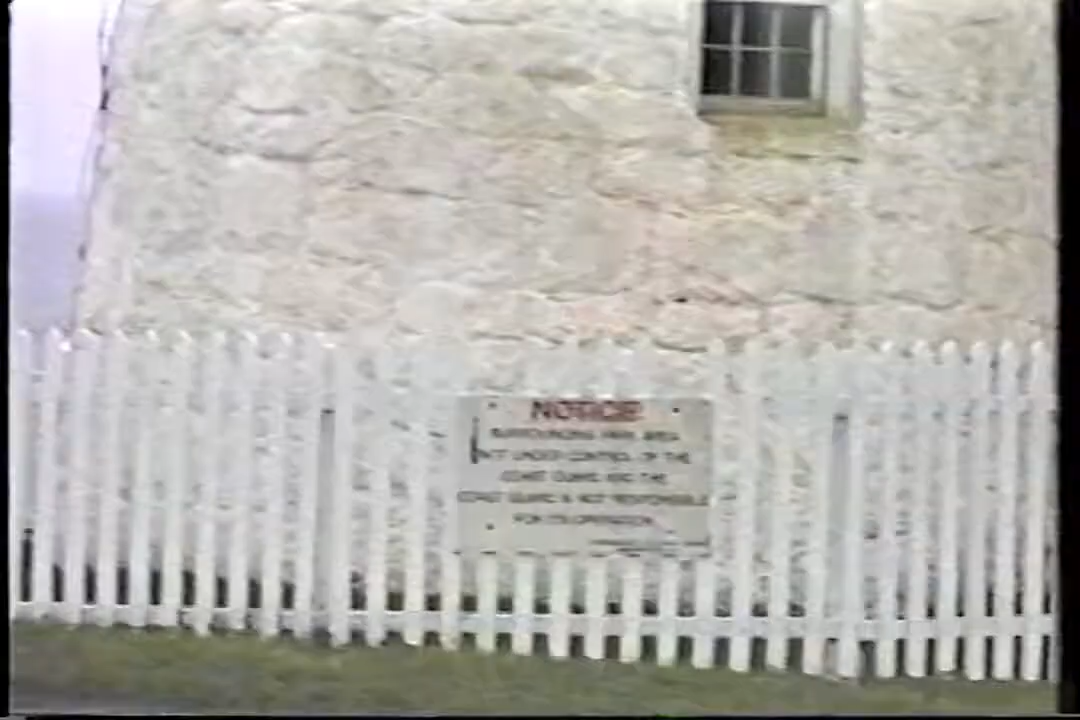 NOTICE
SURROUNDING PARK AREA
NOT UNDER CONTROL OF THE
COAST GUARD AND THE
COAST GUARD IS NOT RESPONSIBLE
FOR ITS OPERATION